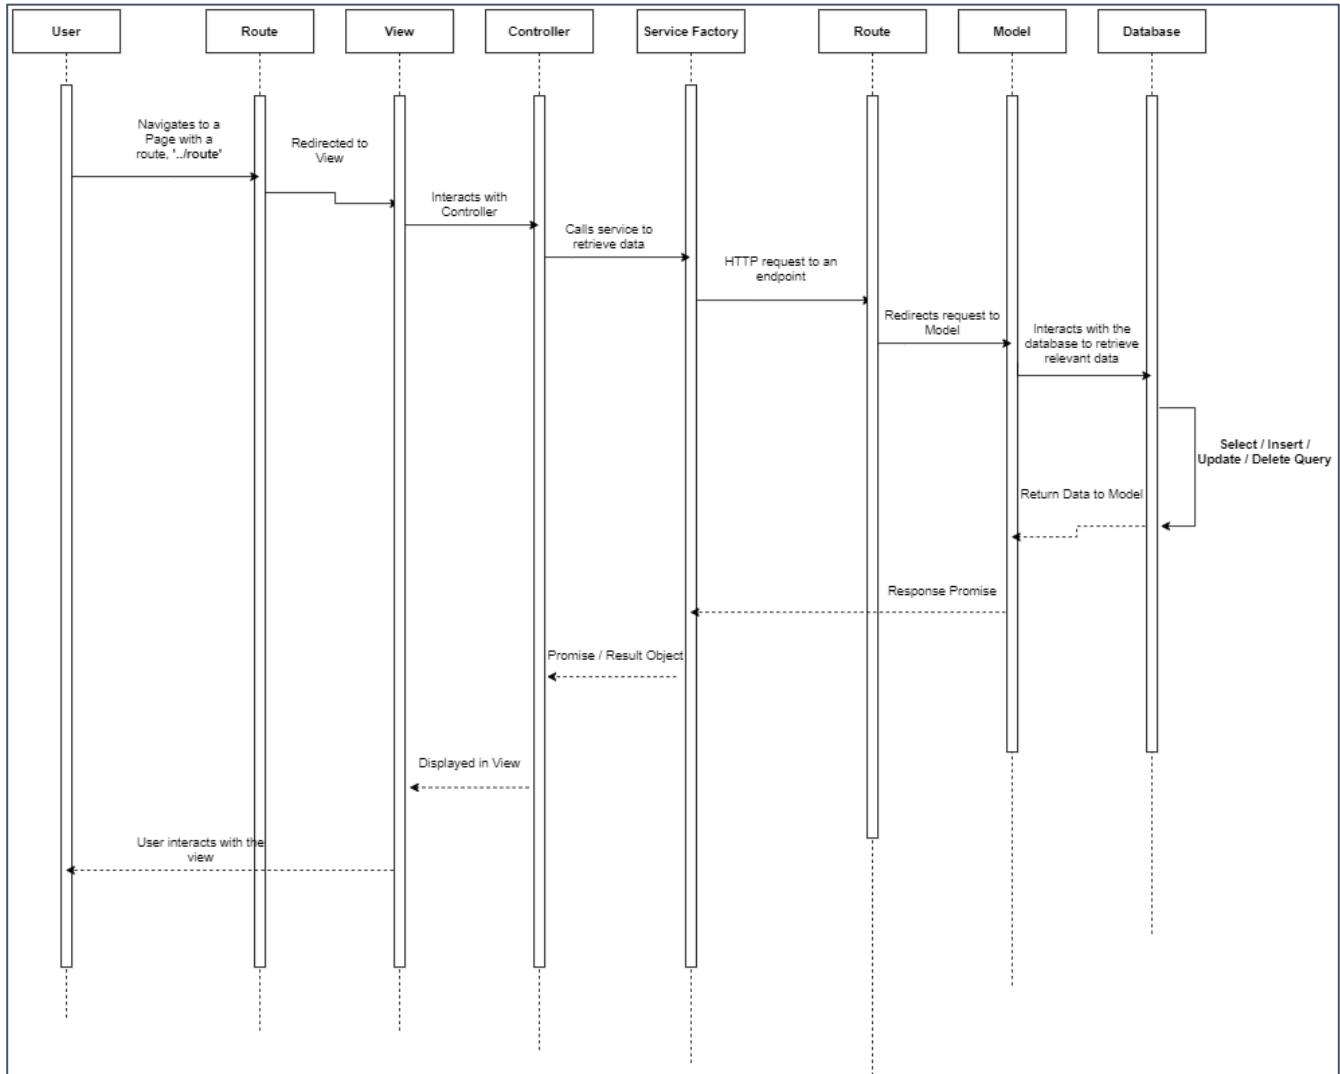 User
Route
View
Controller
Service Factory
Route
Model
Database
Navigates to a
Page with a
route, '../route'
Redirected to
View
Interacts with
Controller
Calls service to
retrieve data
HTTP request to an
endpoint
Redirects request to
Model
Interacts with the
database to retrieve
relevant data
Select / Insert /
Update / Delete Query
Return Data to Model
Response Promise
Promise / Result Object
Displayed in View
User interacts with the
view